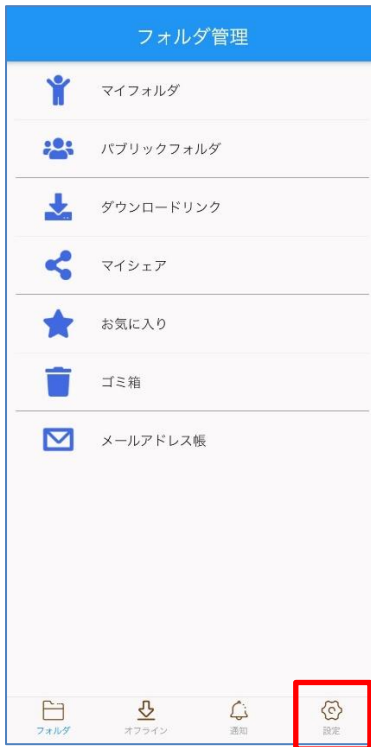 フォルダ管理
マイフォルダ
パブリックフォルダ
ダウンロードリンク
マイシェア
お気に入り
ゴミ箱
メールアドレス帳
フォルダ オフライン 通知 設定